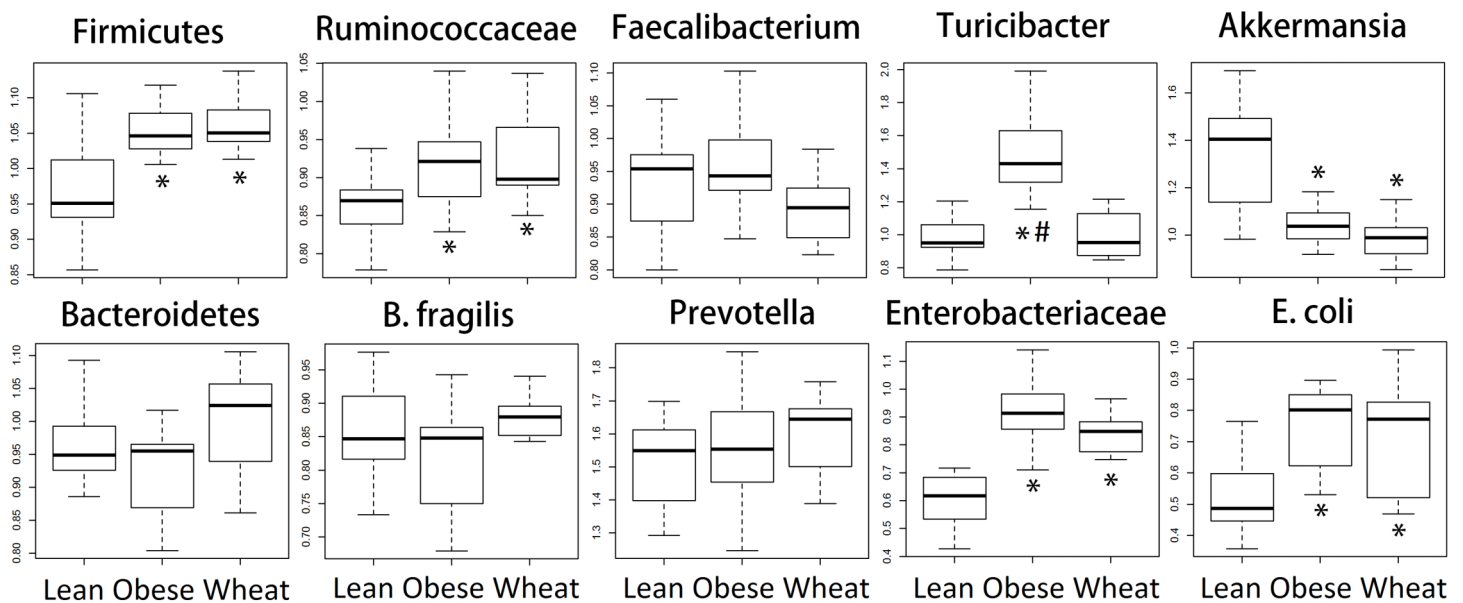 Firmicutes
Ruminococcaceae
Faecalibacterium
Turicibacter
Akkermansia
0.85 0.90 0.95 1.00 1.05 1.10
* *
0.80 0.85 0.90 0.95 1.00 1.05
* *
0.80 0.85 0.90 0.95 1.00 1.05 1.10
0.8 1.0 1.2 1.4 1.6 1.8 2.0
* #
1.0 1.2 1.4 1.6
* *
Bacteroidetes
B. fragilis
Prevotella
Enterobacteriaceae
E. coli
0.80 0.85 0.90 0.95 1.00 1.05 1.10
0.70 0.75 0.80 0.85 0.90 0.95
1.3 1.4 1.5 1.6 1.7 1.8
0.4 0.5 0.6 0.7 0.8 0.9 1.0 1.1
* *
0.4 0.5 0.6 0.7 0.8 0.9 1.0
* *
Lean Obese Wheat
Lean Obese Wheat
Lean Obese Wheat
Lean Obese Wheat
Lean Obese Wheat